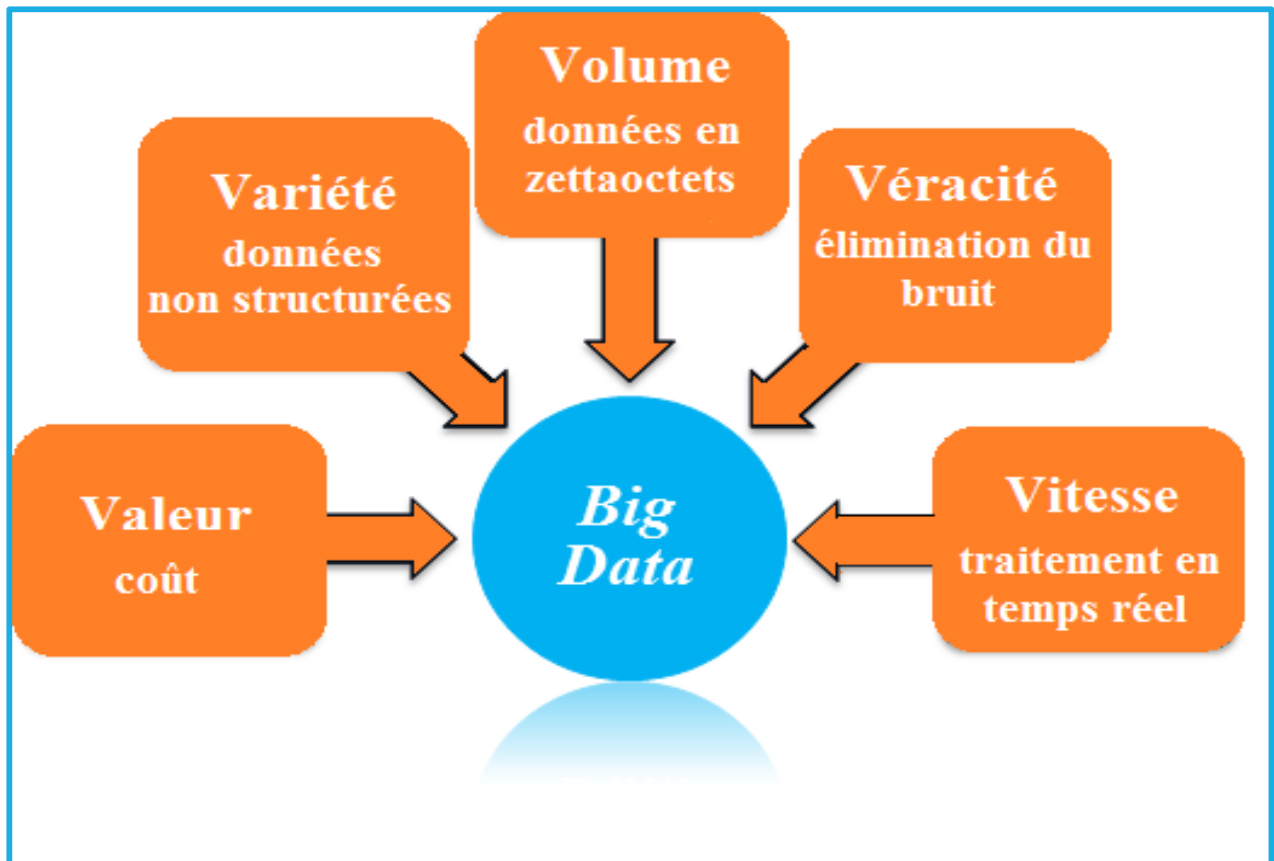 Volume
données en
zettaoctets
Variété
données
non structurées
Véracité
élimination du
bruit
Valeur
coût
Big
Data
Vitesse
traitement en
temps réel